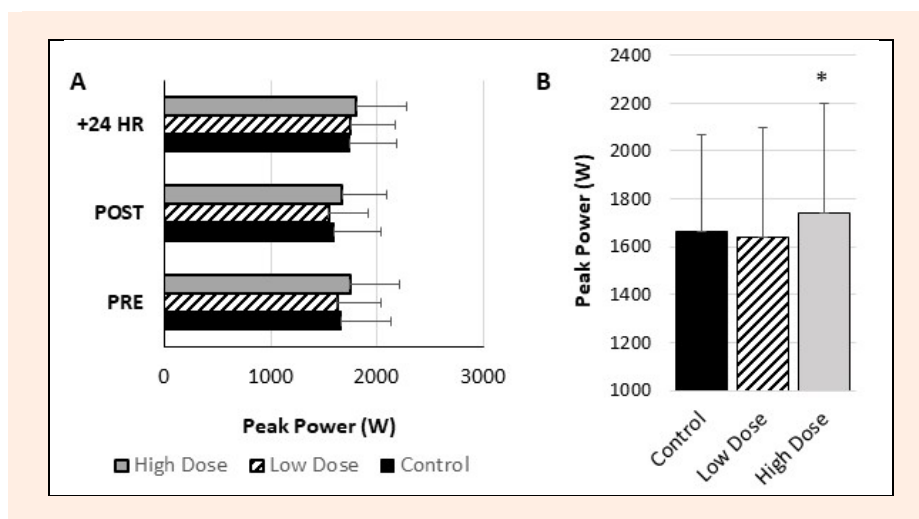 A
+24 HR
POST
PRE
0 1000 2000 3000
Peak Power (W)
High Dose Low Dose Control
B
Peak Power (W)
2400
2200
2000
1800
1600
1400
1200
1000
*
Control
Low Dose
High Dose